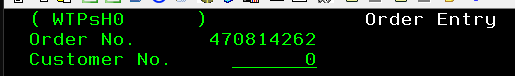 ( WTPsH0 ) Order Entry
Order No. 470814262
Customer No. 0